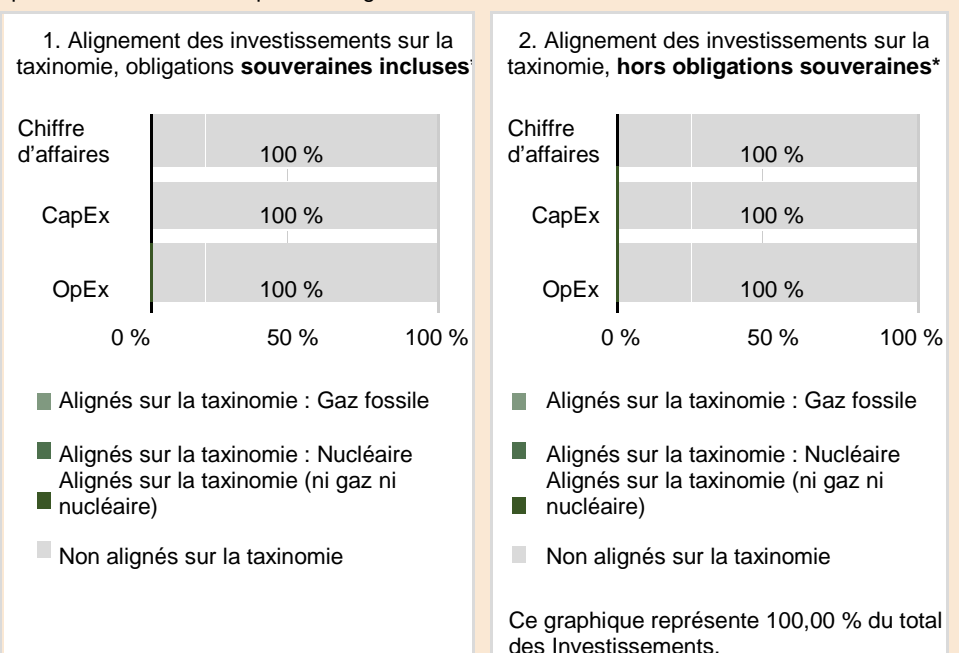 1. Alignement des investissements sur la
taxinomie, obligations souveraines incluses*
Chiffre
d'affaires
100 %
CapEx
100 %
OpEx
100 %
0 %
50 %
100 %
Alignés sur la taxinomie : Gaz fossile
Alignés sur la taxinomie : Nucléaire
Alignés sur la taxinomie (ni gaz ni
nucléaire)
Non alignés sur la taxinomie
2. Alignement des investissements sur la
taxinomie, hors obligations souveraines*
Chiffre
d'affaires
100 %
CapEx
100 %
OpEx
100 %
0 %
50 %
100 %
Alignés sur la taxinomie : Gaz fossile
Alignés sur la taxinomie : Nucléaire
Alignés sur la taxinomie (ni gaz ni
nucléaire)
Non alignés sur la taxinomie
Ce graphique représente 100,00 % du total
des Investissements.